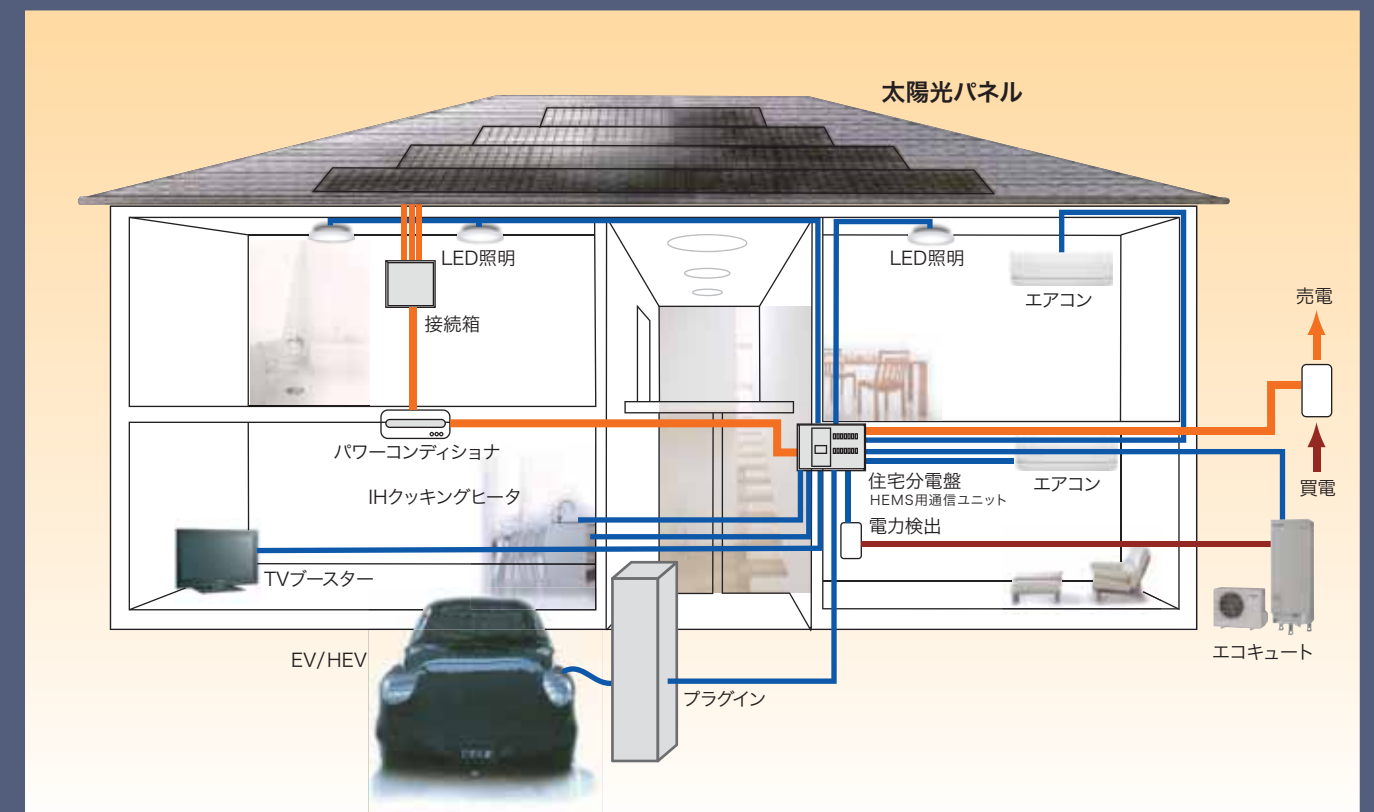 太陽光パネル
LED照明
LED照明
エアコン
売電
接続箱
パワーコンディショナ
住宅分電盤
HEMS用通信ユニット
エアコン
買電
IHクッキングヒータ
電力検出
TVブースター
EV/HEV
エコキュート
プラグイン